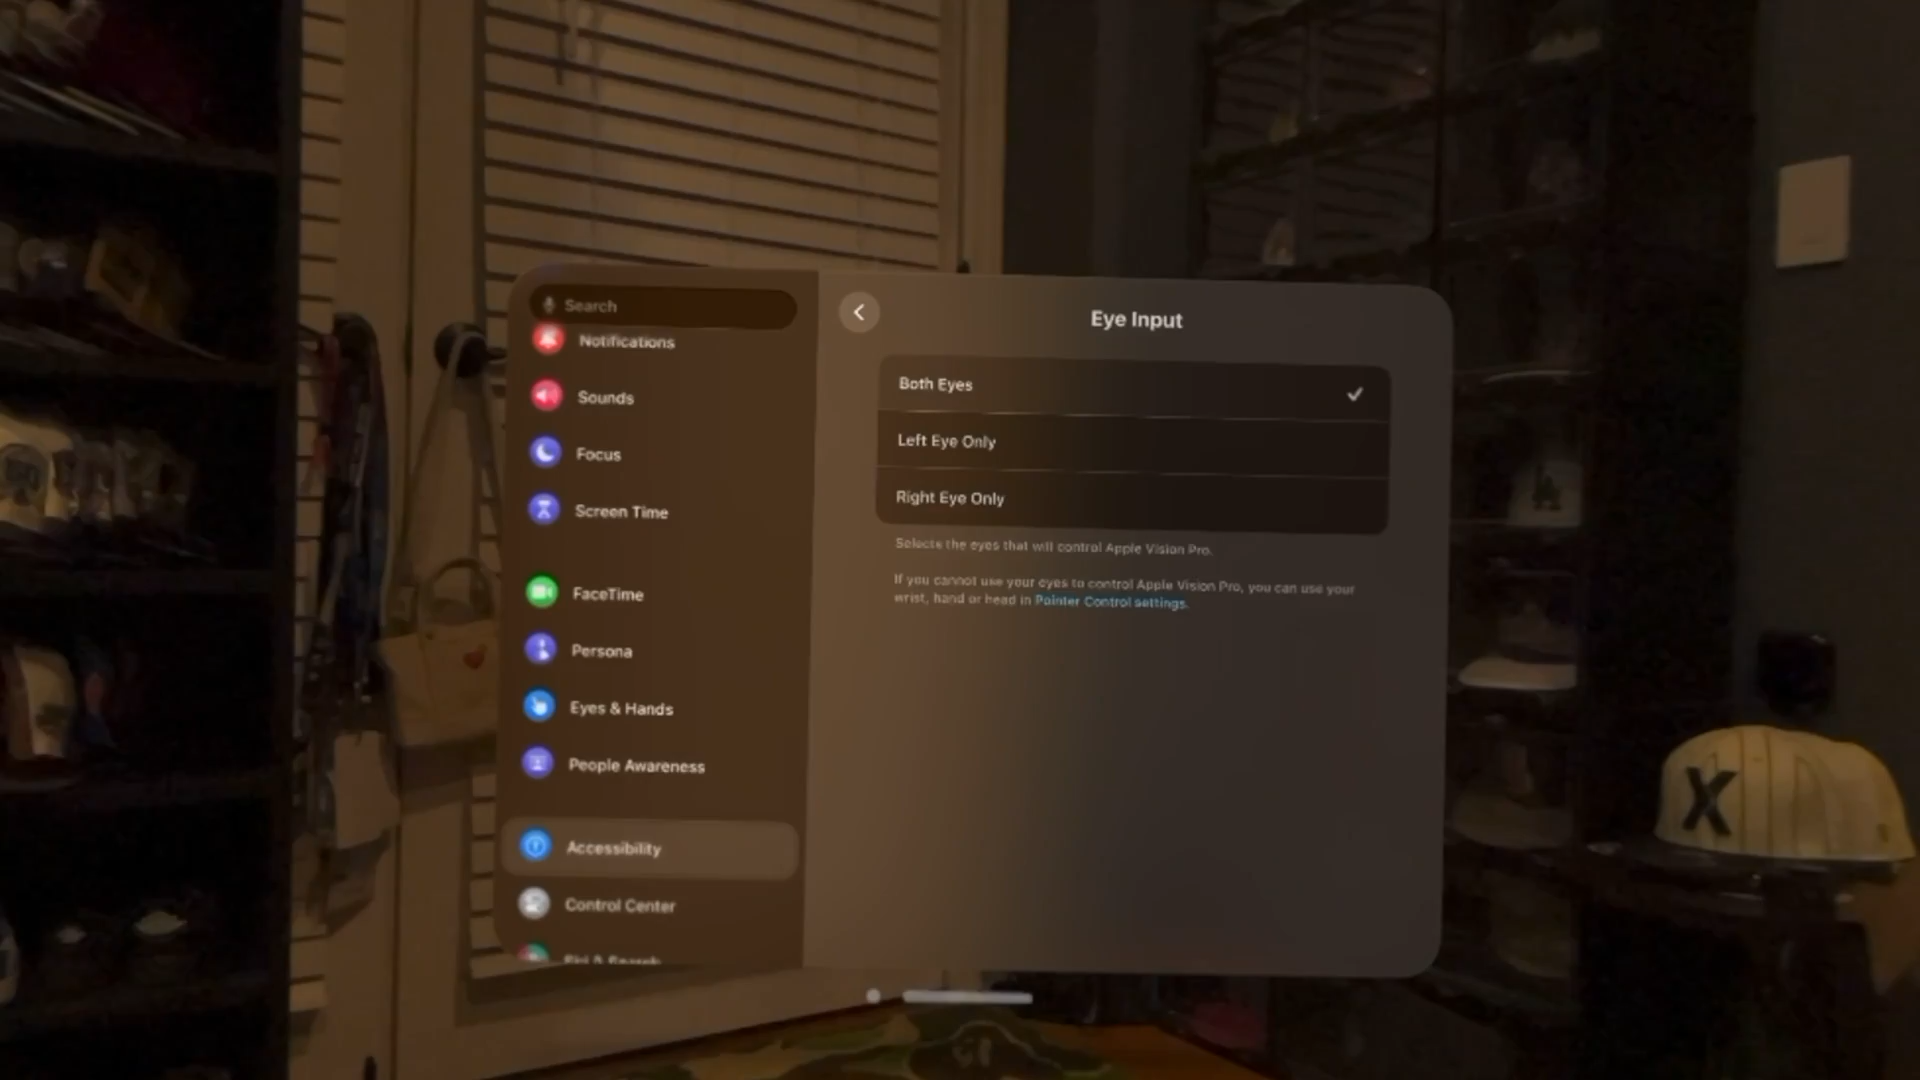 Search
Notifications
Sounds
Focus
Screen Time
FaceTime
Persona
Eyes & Hands
People Awareness
Accessibility
Control Center
Siri & Search
Eye Input
Both Eyes
Left Eye Only
Right Eye Only
Selects the eyes that will control Apple Vision Pro.
If you cannot use your eyes to control Apple Vision Pro, you can use your
wrist, hand or head in Pointer Control settings.
X